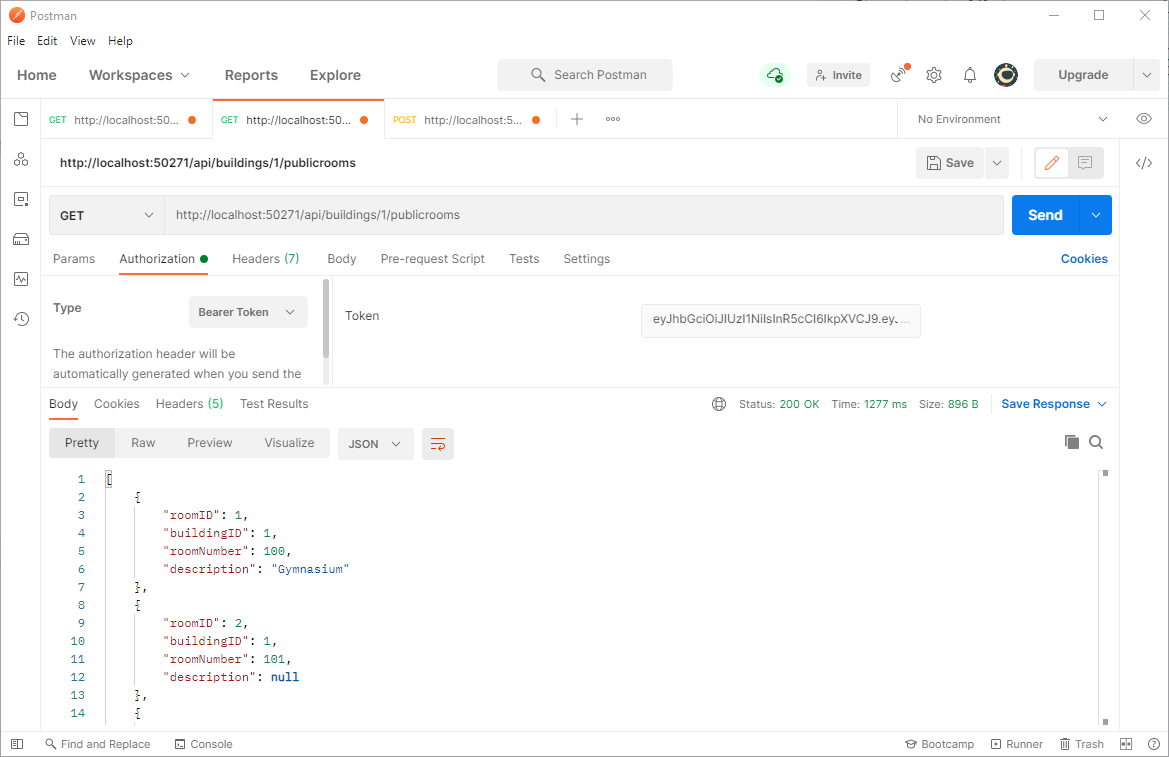 Postman
File Edit View Help
Home Workspaces Reports Explore Search Postman Invite Upgrade
GET http://localhost:50... GET http://localhost:50... POST http://localhost:5... ooo No Environment
http://localhost:50271/api/buildings/1/publicrooms Save
GET http://localhost:50271/api/buildings/1/publicrooms Send
Params Authorization Headers (7) Body Pre-request Script Tests Settings Cookies
Type Bearer Token Token eyJhbGciOiJIUzI1NiIsInR5cCI6IkpXVCJ9.eyJ...
The authorization header will be
automatically generated when you send the
Body Cookies Headers (5) Test Results Status: 200 OK Time: 1277 ms Size: 896 B Save Response
Pretty Raw Preview Visualize JSON
1 [
2 {
3 "roomID": 1,
4 "buildingID": 1,
5 "roomNumber": 100,
6 "description": "Gymnasium"
7 },
8 {
9 "roomID": 2,
10 "buildingID": 1,
11 "roomNumber": 101,
12 "description": null
13 },
14 {
Find and Replace Console Bootcamp Runner Trash